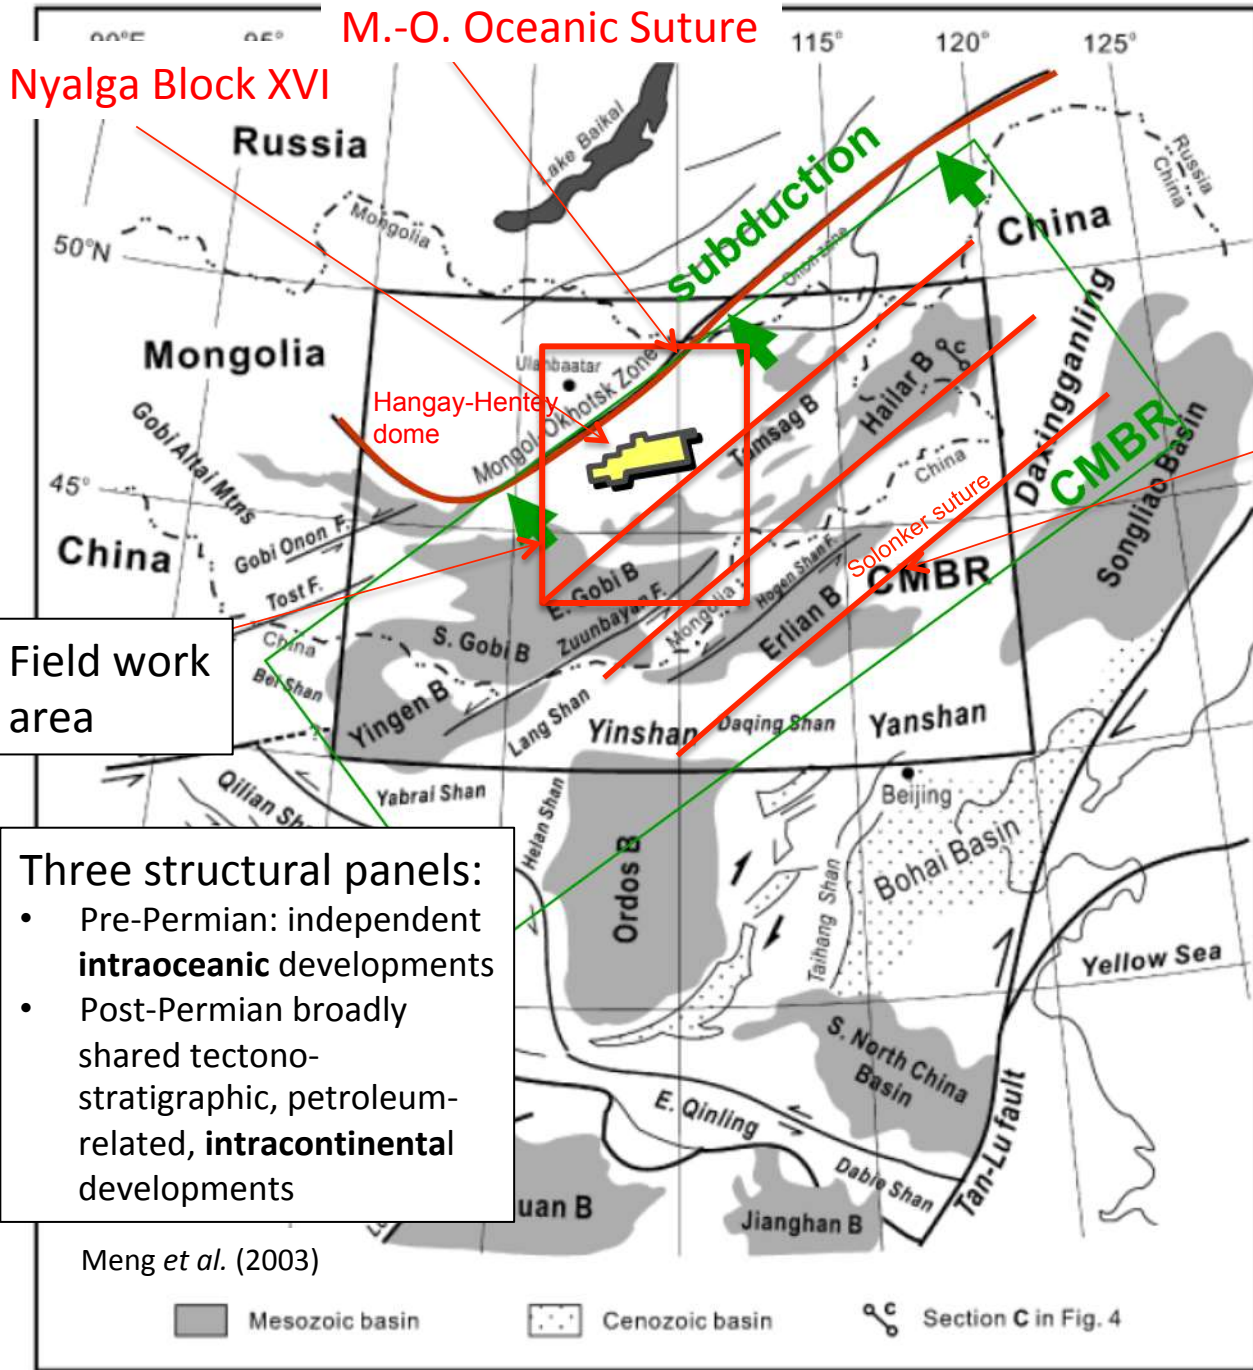 M.-O. Oceanic Suture
Nyalga Block XVI
90°E
95°
115°
120°
125°
Russia
Lake Baikal
Mongolia
Russia
China
50°N
subduction
Onon Zone
China
Mongolia
Ulanbaatar
Hangay-Hentey
dome
Mongol-Okhotsk Zone
Tamsag B
Hailar B
C
Daxingganling
Gobi Altai Mtns
45°
China
China
CMBR
Songliao Basin
Gobi Onon F.
Solonker suture
CMBR
Tost F.
E. Gobi B
Zuunbayan F.
Mongolia
Hogen Shan F.
Erlian B
Field work
area
China
S. Gobi B
Bei Shan
Yingen B
Lang Shan
Yinshan
Daqing Shan
Yanshan
?
Qilian
Yabrai Shan
Helan Shan
Beijing
Ordos B
Taihang Shan
Bohai Basin
Three structural panels:
• Pre-Permian: independent
intraoceanic developments
• Post-Permian broadly
shared tectono-
stratigraphic, petroleum-
related, intracontinental
developments
Yellow Sea
S. North China
Basin
E. Qinling
Dabie Shan
Tan-Lu fault
uan B
Jianghan B
Meng et al. (2003)
Mesozoic basin
Cenozoic basin
C
Section C in Fig. 4